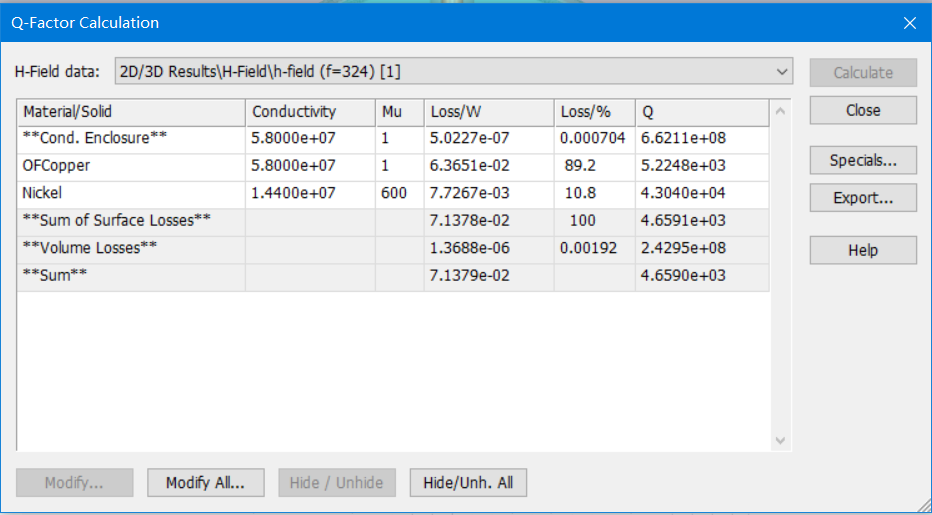 Q-Factor Calculation
H-Field data: 2D/3D Results\H-Field\h-field (f=324) [1]
Calculate
Material/Solid Conductivity Mu Loss/W Loss/% Q
Close
**Cond. Enclosure** 5.8000e+07 1 5.0227e-07 0.000704 6.6211e+08
OFCopper 5.8000e+07 1 6.3651e-02 89.2 5.2248e+03
Specials...
Nickel 1.4400e+07 600 7.7267e-03 10.8 4.3040e+04
Export...
**Sum of Surface Losses** 7.1378e-02 100 4.6591e+03
**Volume Losses** 1.3688e-06 0.00192 2.4295e+08
Help
**Sum** 7.1379e-02 4.6590e+03
Modify... Modify All... Hide / Unhide Hide/Unh. All